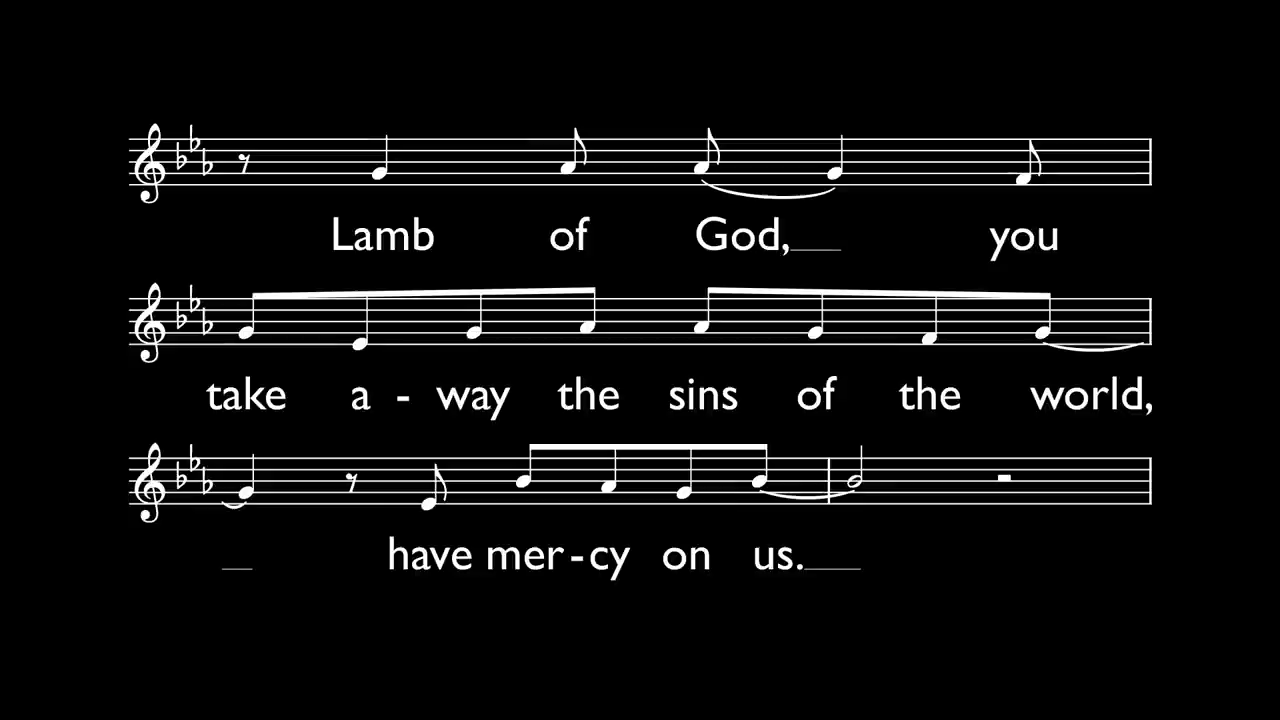 Lamb of God, you
take a - way the sins of the world,
have mer - cy on us.